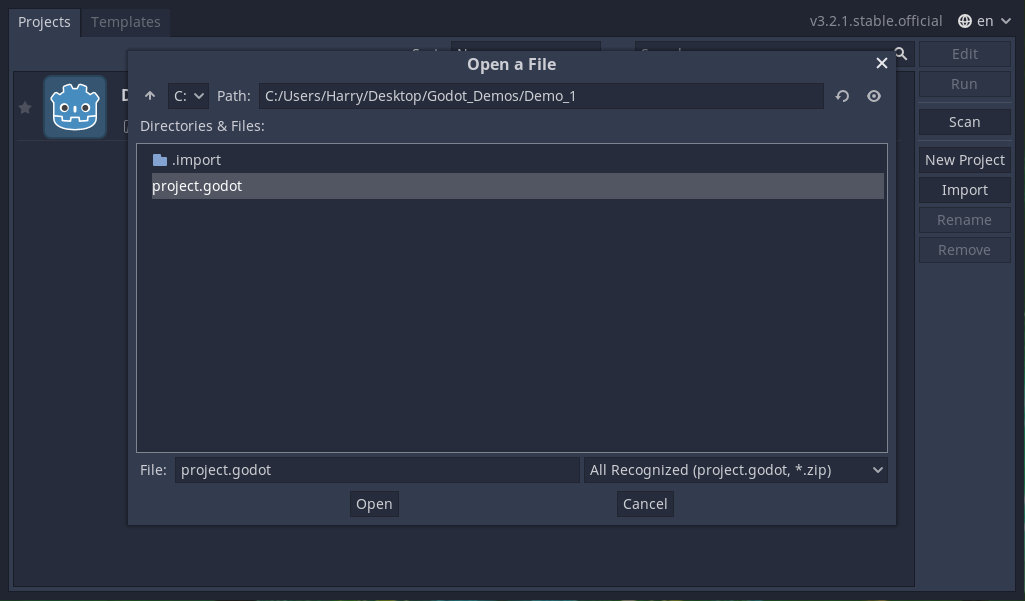 Projects Templates v3.2.1.stable.official en
Open a File
Edit
C: Path: C:/Users/Harry/Desktop/Godot_Demos/Demo_1
Run
Directories & Files:
Scan
.import
New Project
project.godot
Import
Rename
Remove
File: project.godot All Recognized (project.godot, *.zip)
Open Cancel